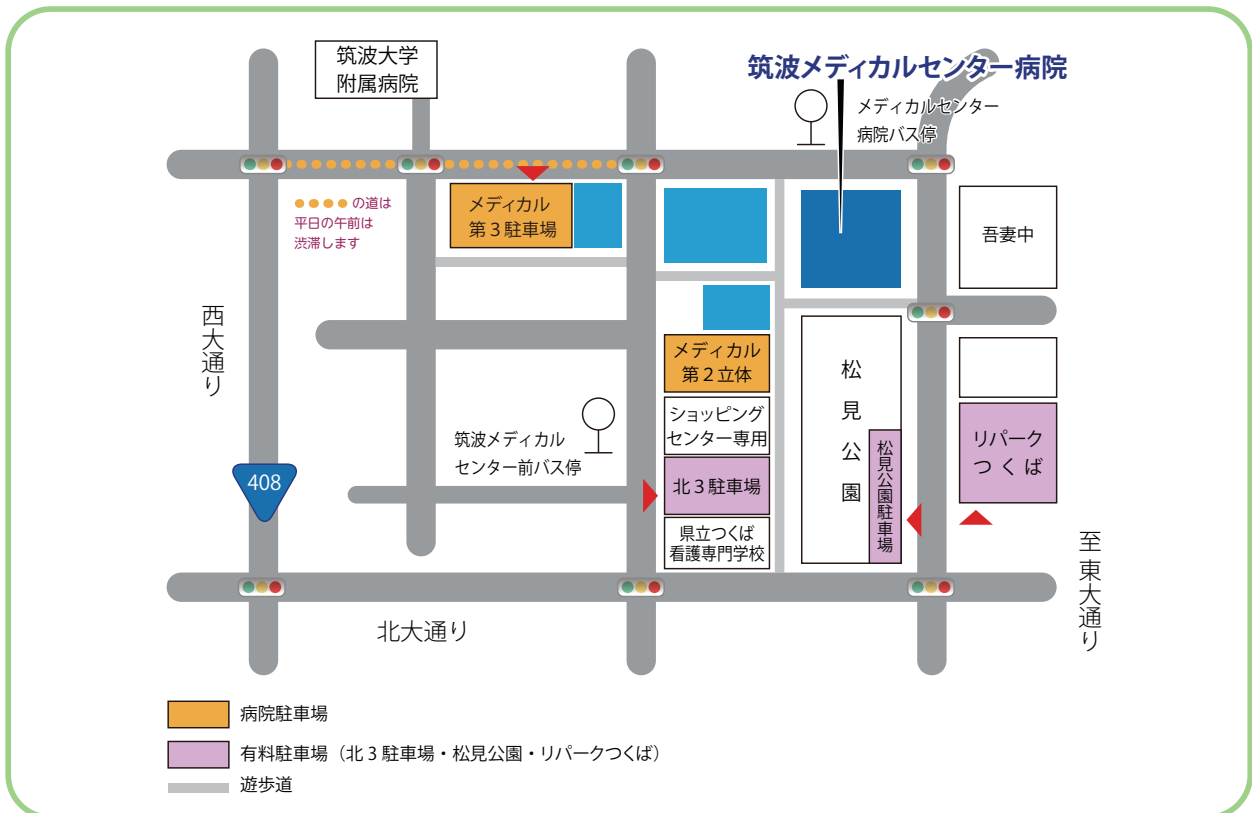 筑波大学
附属病院
筑波メディカルセンター病院
メディカルセンター
病院バス停
の道は
平日の午前は
渋滞します
メディカル
第3駐車場
吾妻中
西大通り
メディカル
第2立体
松見公園
ショッピング
センター専用
リパーク
つくば
筑波メディカル
センター前バス停
松見公園駐車場
408
北3駐車場
県立つくば
看護専門学校
至東大通り
北大通り
病院駐車場
有料駐車場（北3駐車場・松見公園・リパークつくば）
遊歩道